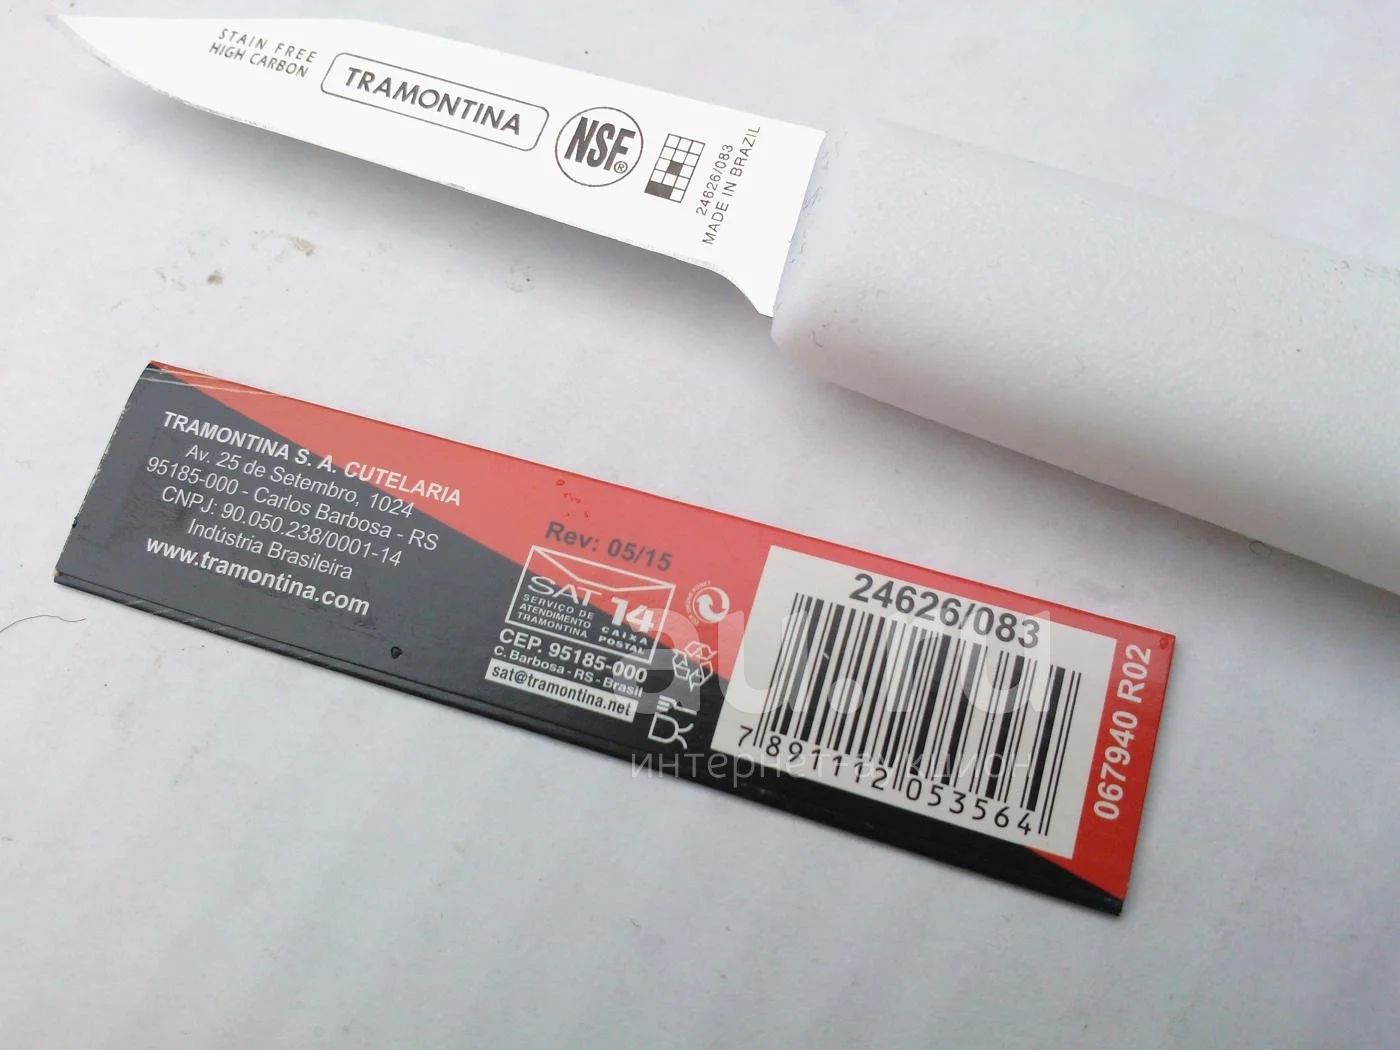 STAIN FREE
HIGH CARBON
TRAMONTINA
NSF®
24626/083
MADE IN BRAZIL
TRAMONTINA S. A. CUTELARIA
Av. 25 de Setembro, 1024
95185-000 - Carlos Barbosa - RS
CNPJ: 90.050.238/0001-14
Indústria Brasileira
www.tramontina.com
Rev: 05/15
SAT 14
SERVIÇO DE
ATENDIMENTO
TRAMONTINA
CAIXA
POSTAL
CEP. 95185-000
C. Barbosa - RS - Brasil
sat@tramontina.net
24626/083
7 891112 053564
067940 R02
au.ru
интернет-аукцион